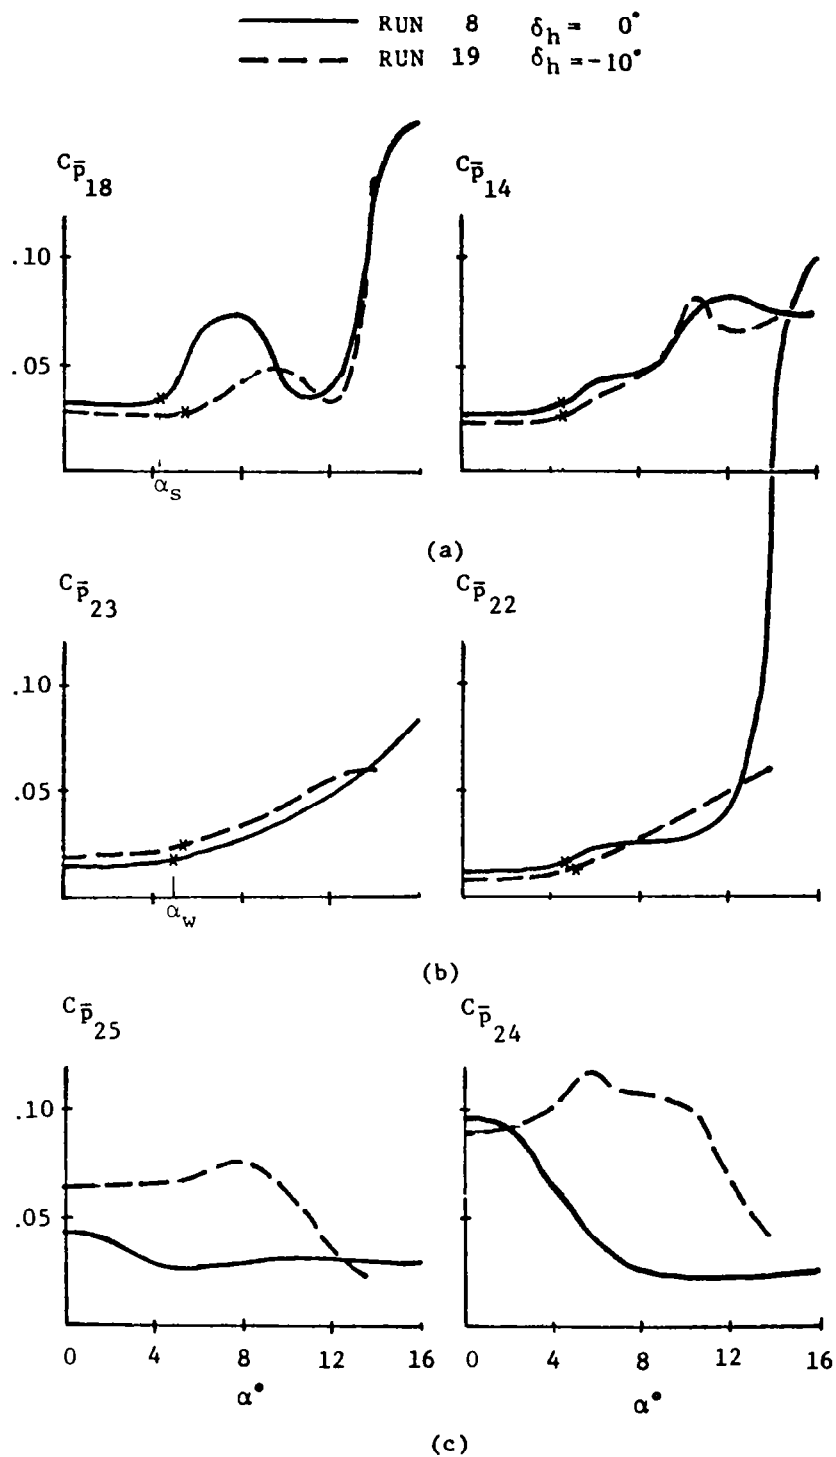 RUN 8 δh = 0°
RUN 19 δh = -10°
Cp̄18
Cp̄14
.10
.05
αs
(a)
Cp̄23
Cp̄22
.10
.05
αw
(b)
Cp̄25
Cp̄24
.10
.05
0 4 8 12 16
0 4 8 12 16
α°
α°
(c)